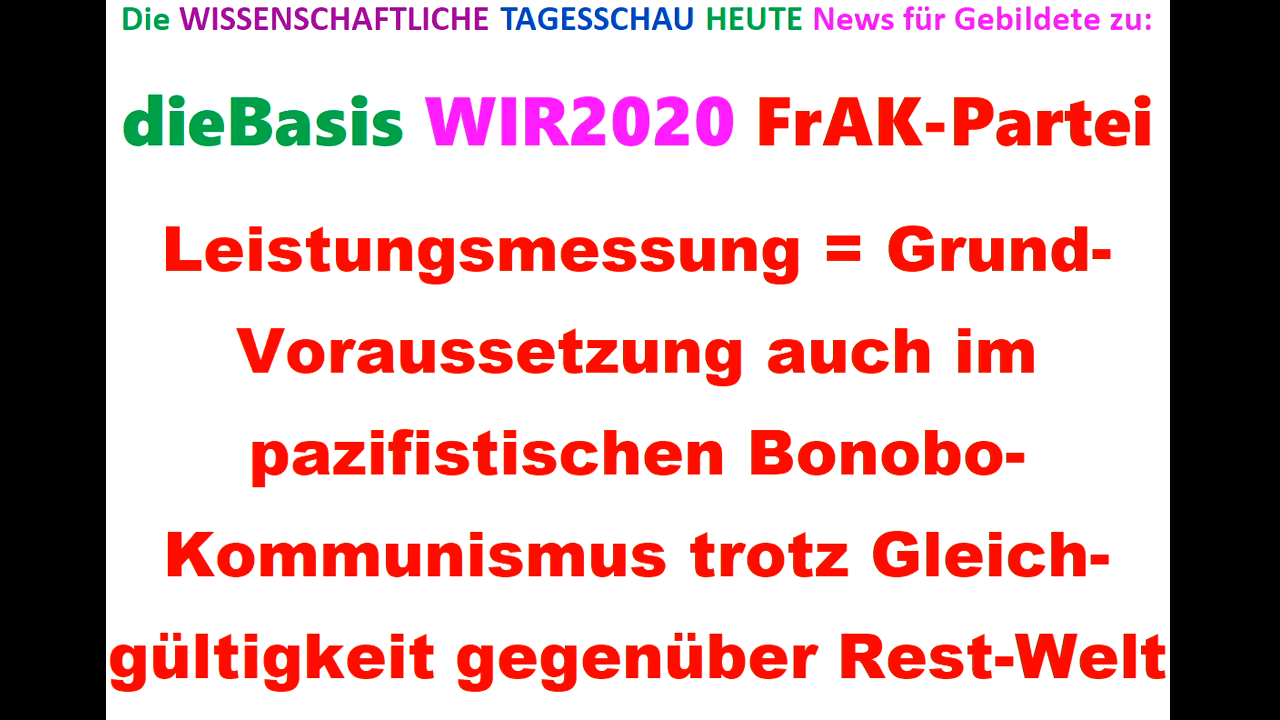 Die WISSENSCHAFTLICHE TAGESSCHAU HEUTE News für Gebildete zu:
dieBasis WIR2020 FrAK-Partei
Leistungsmessung = Grund-
Voraussetzung auch im
pazifistischen Bonobo-
Kommunismus trotz Gleich-
gültigkeit gegenüber Rest-Welt